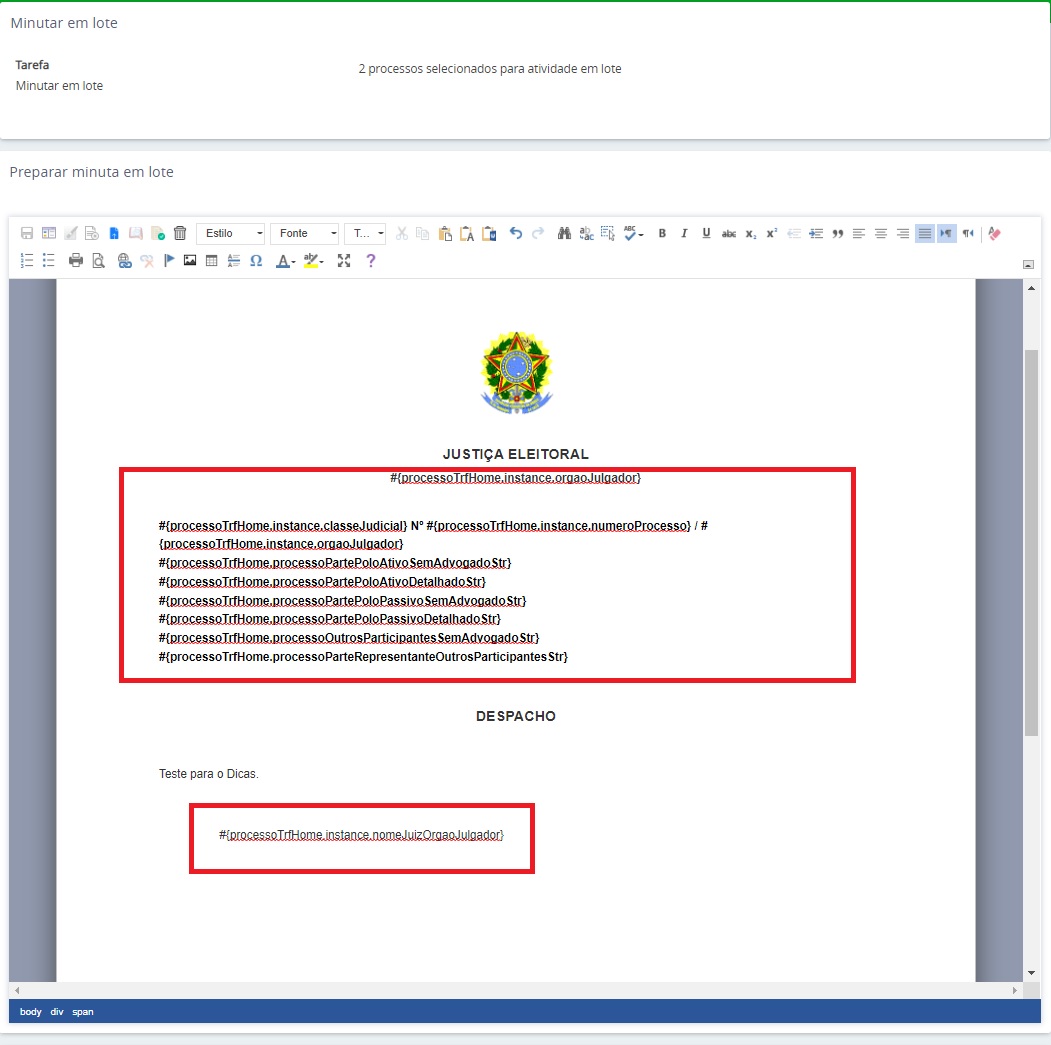 Minutar em lote
Tarefa
2 processos selecionados para atividade em lote
Minutar em lote
Preparar minuta em lote
Estilo Fonte T...
JUSTIÇA ELEITORAL
#{processoTrfHome.instance.orgaoJulgador}
#{processoTrfHome.instance.classeJudicial} Nº #{processoTrfHome.instance.numeroProcesso} / #
{processoTrfHome.instance.orgaoJulgador}
#{processoTrfHome.processoPartePoloAtivoSemAdvogadoStr}
#{processoTrfHome.processoPartePoloAtivoDetalhadoStr}
#{processoTrfHome.processoPartePoloPassivoSemAdvogadoStr}
#{processoTrfHome.processoPartePoloPassivoDetalhadoStr}
#{processoTrfHome.processoOutrosParticipantesSemAdvogadoStr}
#{processoTrfHome.processoParteRepresentanteOutrosParticipantesStr}
DESPACHO
Teste para o Dicas.
#{processoTrfHome.instance.nomeJuizOrgaoJulgador}
body div span